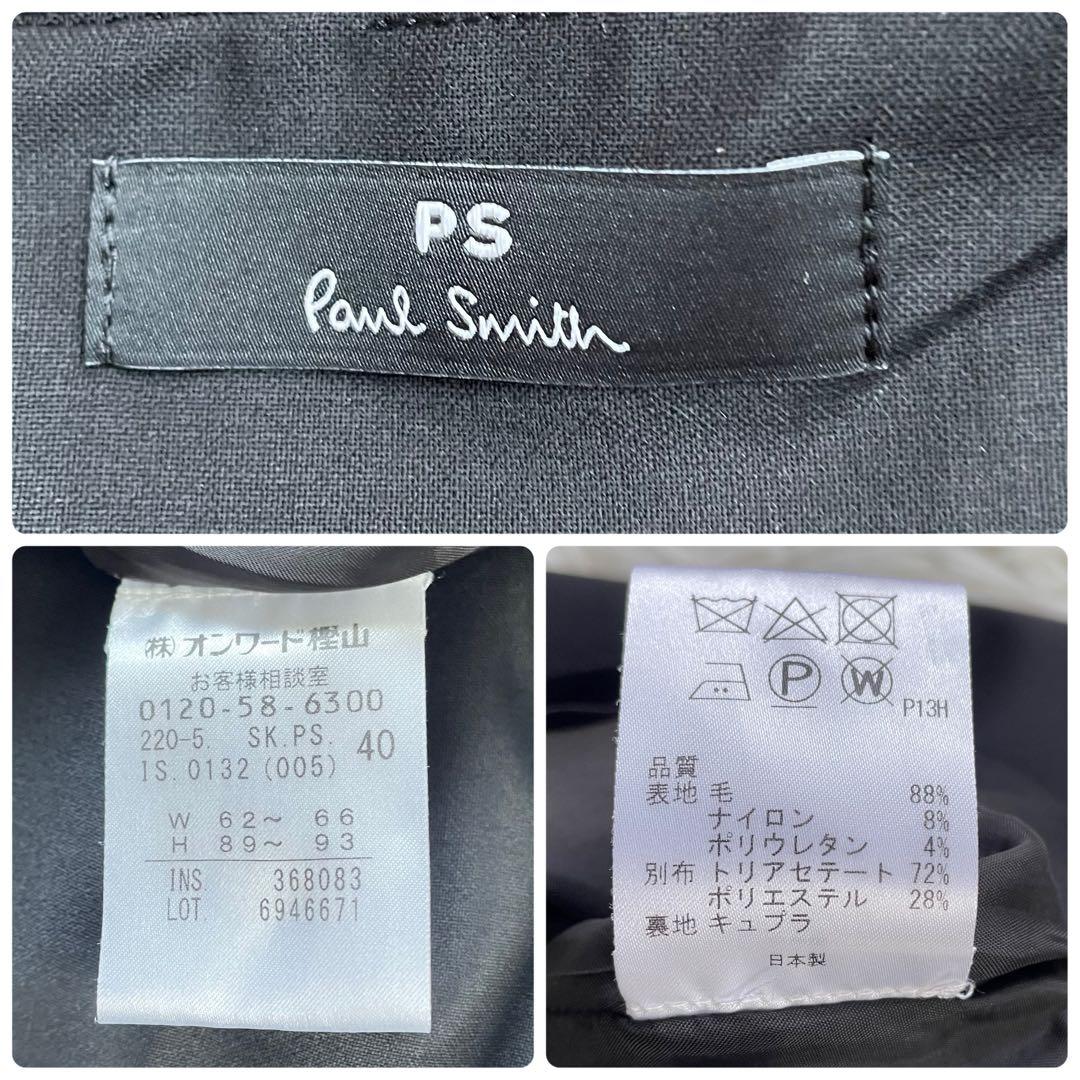 PS
Paul Smith
(株)オンワード樫山
お客様相談室
0120-58-6300
220-5. SK.PS. 40
IS.0132 (005)
W 62～ 66
H 89～ 93
INS. 368083
LOT. 6946671
P
W
P13H
品質
表地 毛 88%
ナイロン 8%
ポリウレタン 4%
別布 トリアセテート 72%
ポリエステル 28%
裏地 キュプラ
日本製